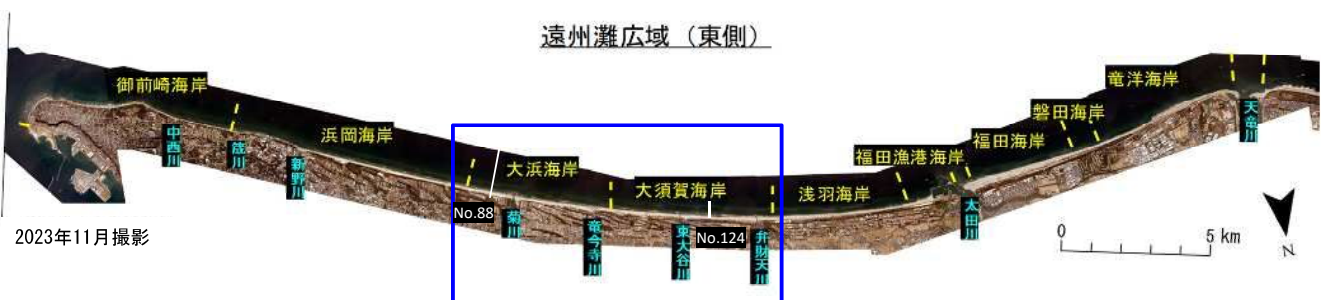 遠州灘広域（東側）
御前崎海岸
浜岡海岸
大浜海岸
大須賀海岸
浅羽海岸
福田漁港海岸
福田海岸
磐田海岸
竜洋海岸
中西川
筬川
新野川
No.88
菊川
竜今寺川
東大谷川
No.124
弁財天川
太田川
天竜川
2023年11月撮影
0
5 km
N